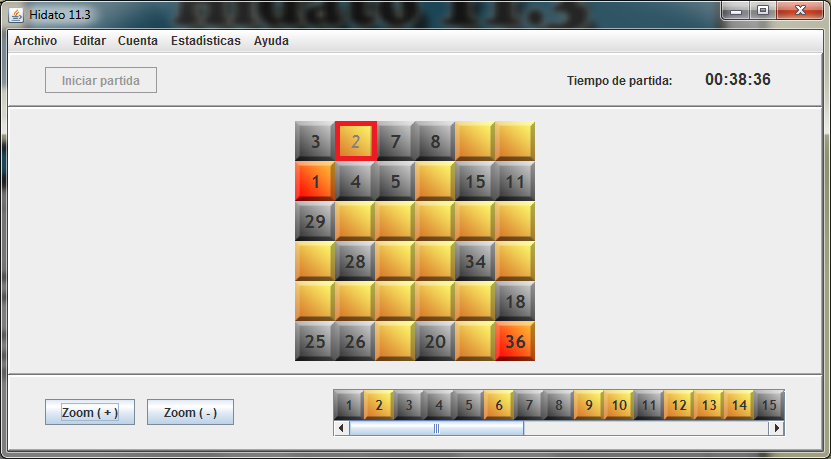 Hidato 11.3
Archivo Editar Cuenta Estadísticas Ayuda
Iniciar partida Tiempo de partida: 00:38:36
3 2 7 8
1 4 5 15 11
29
28 34
18
25 26 20 36
Zoom ( + ) Zoom ( - ) 1 2 3 4 5 6 7 8 9 10 11 12 13 14 15